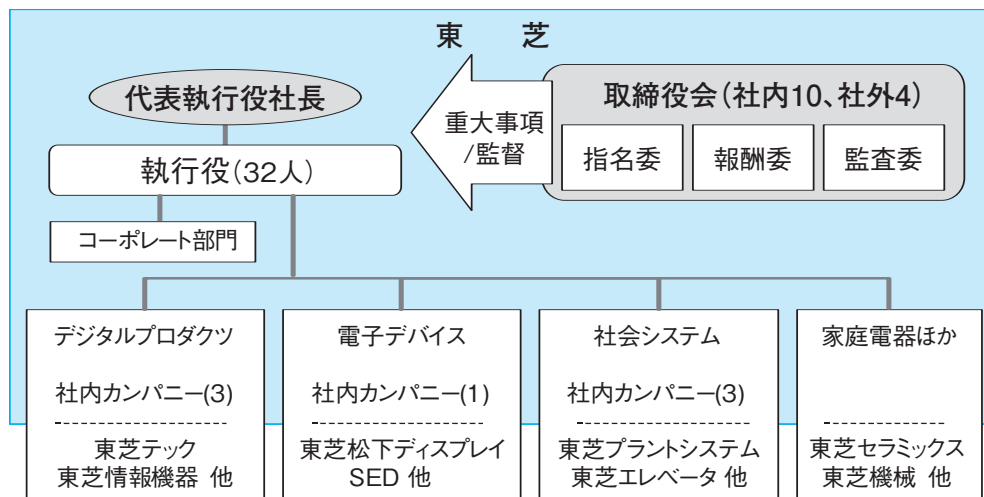 東 芝
代表執行役社長
執行役(32人)
コーポレート部門
重大事項
/監督
取締役会(社内10、社外4)
指名委
報酬委
監査委
デジタルプロダクツ
社内カンパニー(3)
東芝テック
東芝情報機器 他
電子デバイス
社内カンパニー(1)
東芝松下ディスプレイ
SED 他
社会システム
社内カンパニー(3)
東芝プラントシステム
東芝エレベータ 他
家庭電器ほか
東芝セラミックス
東芝機械 他